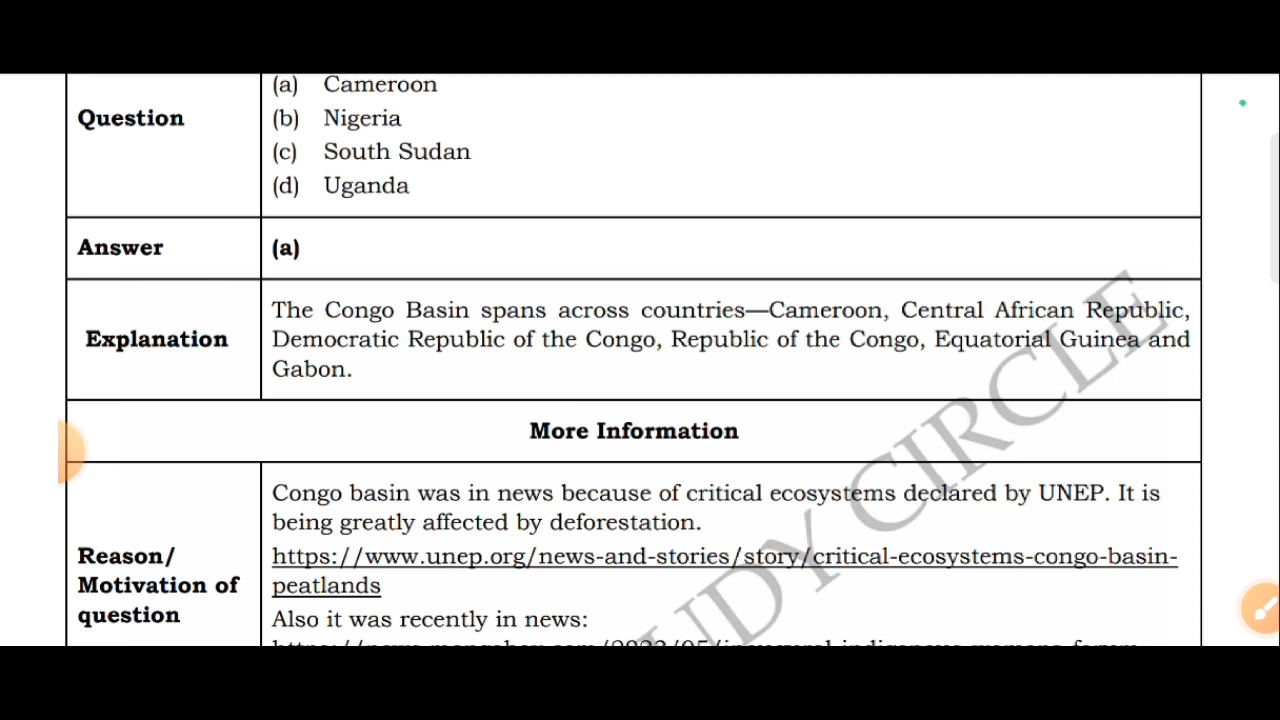 (a) Cameroon
Question
(b) Nigeria
(c) South Sudan
(d) Uganda
Answer
(a)
Explanation
The Congo Basin spans across countries—Cameroon, Central African Republic,
Democratic Republic of the Congo, Republic of the Congo, Equatorial Guinea and
Gabon.
More Information
Reason/
Motivation of
question
Congo basin was in news because of critical ecosystems declared by UNEP. It is
being greatly affected by deforestation.
https://www.unep.org/news-and-stories/story/critical-ecosystems-congo-basin-
peatlands
Also it was recently in news:
UDY CIRCLE